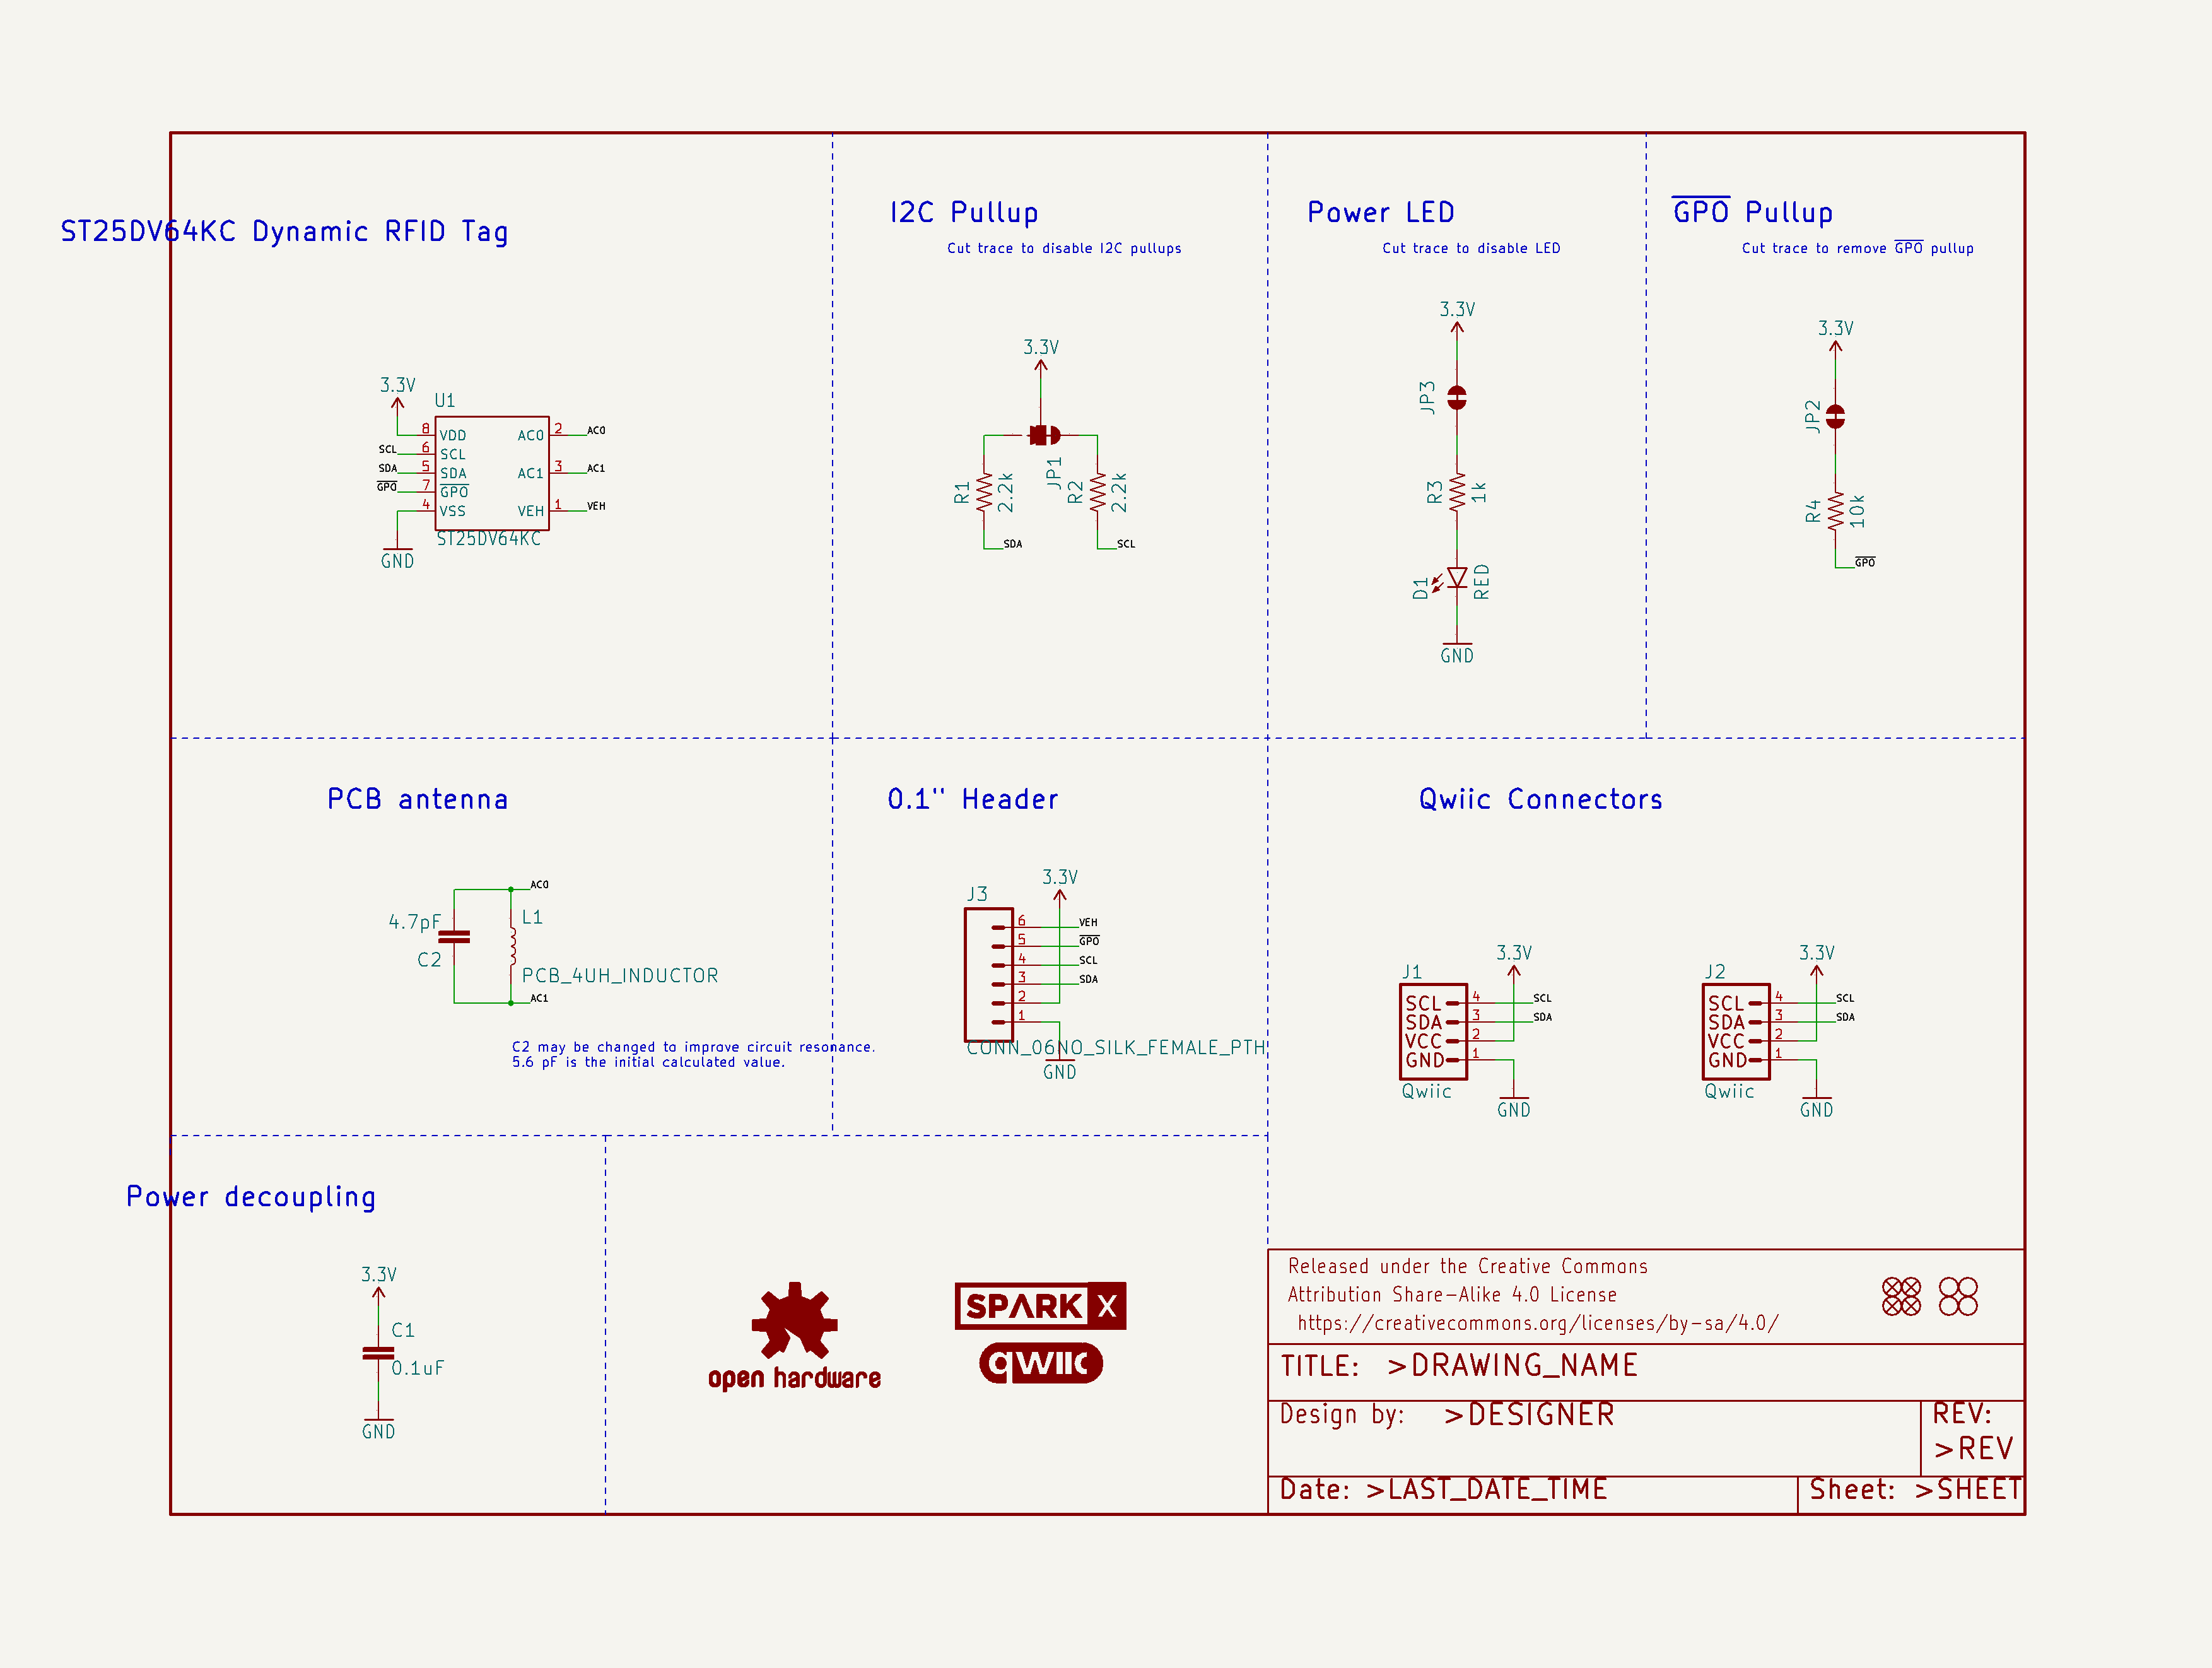 ST25DV64KC Dynamic RFID Tag
3.3V
U1
8 VDD
6 SCL
5 SDA
7 GPO
4 VSS
AC0 2
AC1 3
VEH 1
SCL
SDA
GPO
AC0
AC1
VEH
ST25DV64KC
GND
I2C Pullup
Cut trace to disable I2C pullups
3.3V
JP1
R1
2.2k
R2
2.2k
SDA
SCL
Power LED
Cut trace to disable LED
3.3V
JP3
R3
1k
D1
RED
GND
GPO Pullup
Cut trace to remove GPO pullup
3.3V
JP2
R4
10k
GPO
PCB antenna
AC0
4.7pF
C2
L1
PCB_4UH_INDUCTOR
AC1
C2 may be changed to improve circuit resonance.
5.6 pF is the initial calculated value.
0.1" Header
3.3V
J3
6 VEH
5 GPO
4 SCL
3 SDA
2
1
CONN_06NO_SILK_FEMALE_PTH
GND
Qwiic Connectors
3.3V
J1
SCL 4 SCL
SDA 3 SDA
VCC 2
GND 1
Qwiic
GND
3.3V
J2
SCL 4 SCL
SDA 3 SDA
VCC 2
GND 1
Qwiic
GND
Power decoupling
3.3V
C1
0.1uF
GND
open hardware
SPARK X
qwiic
Released under the Creative Commons
Attribution Share-Alike 4.0 License
https://creativecommons.org/licenses/by-sa/4.0/
TITLE: >DRAWING_NAME
Design by: >DESIGNER
REV:
>REV
Date: >LAST_DATE_TIME
Sheet: >SHEET